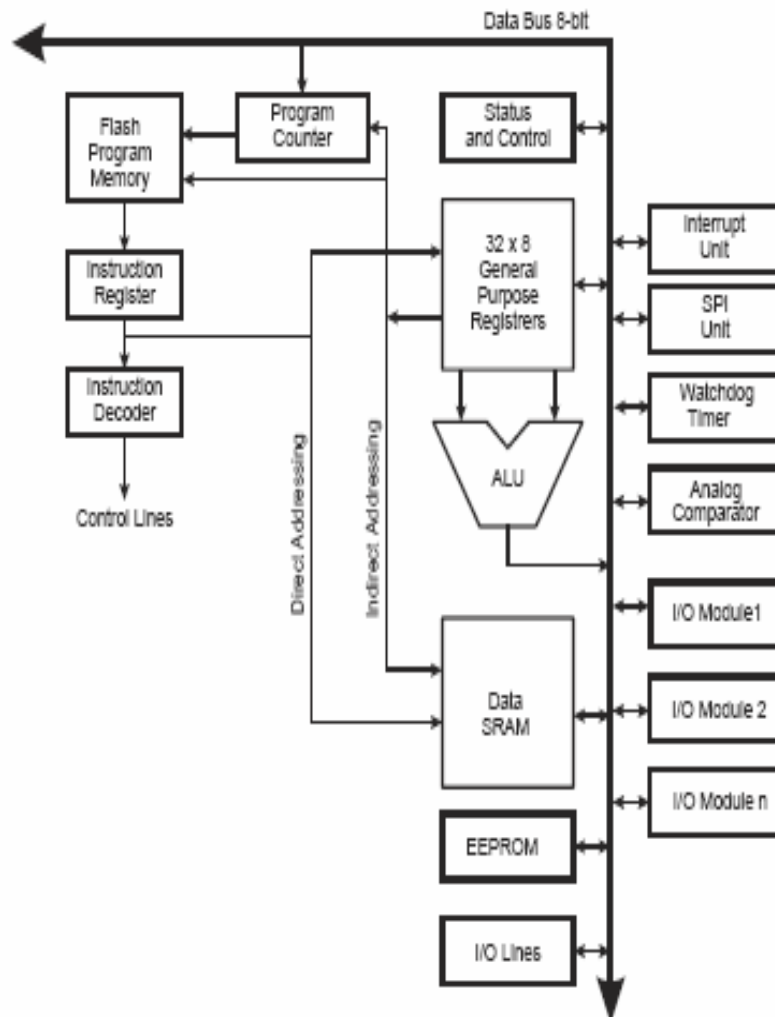 Data Bus 8-bit
Flash
Program
Memory
Program
Counter
Status
and Control
32 x 8
General
Purpose
Registrers
Interrupt
Unit
Instruction
Register
SPI
Unit
Instruction
Decoder
Watchdog
Timer
ALU
Analog
Comparator
Control Lines
Direct Addressing
Indirect Addressing
I/O Module1
Data
SRAM
I/O Module 2
I/O Module n
EEPROM
I/O Lines